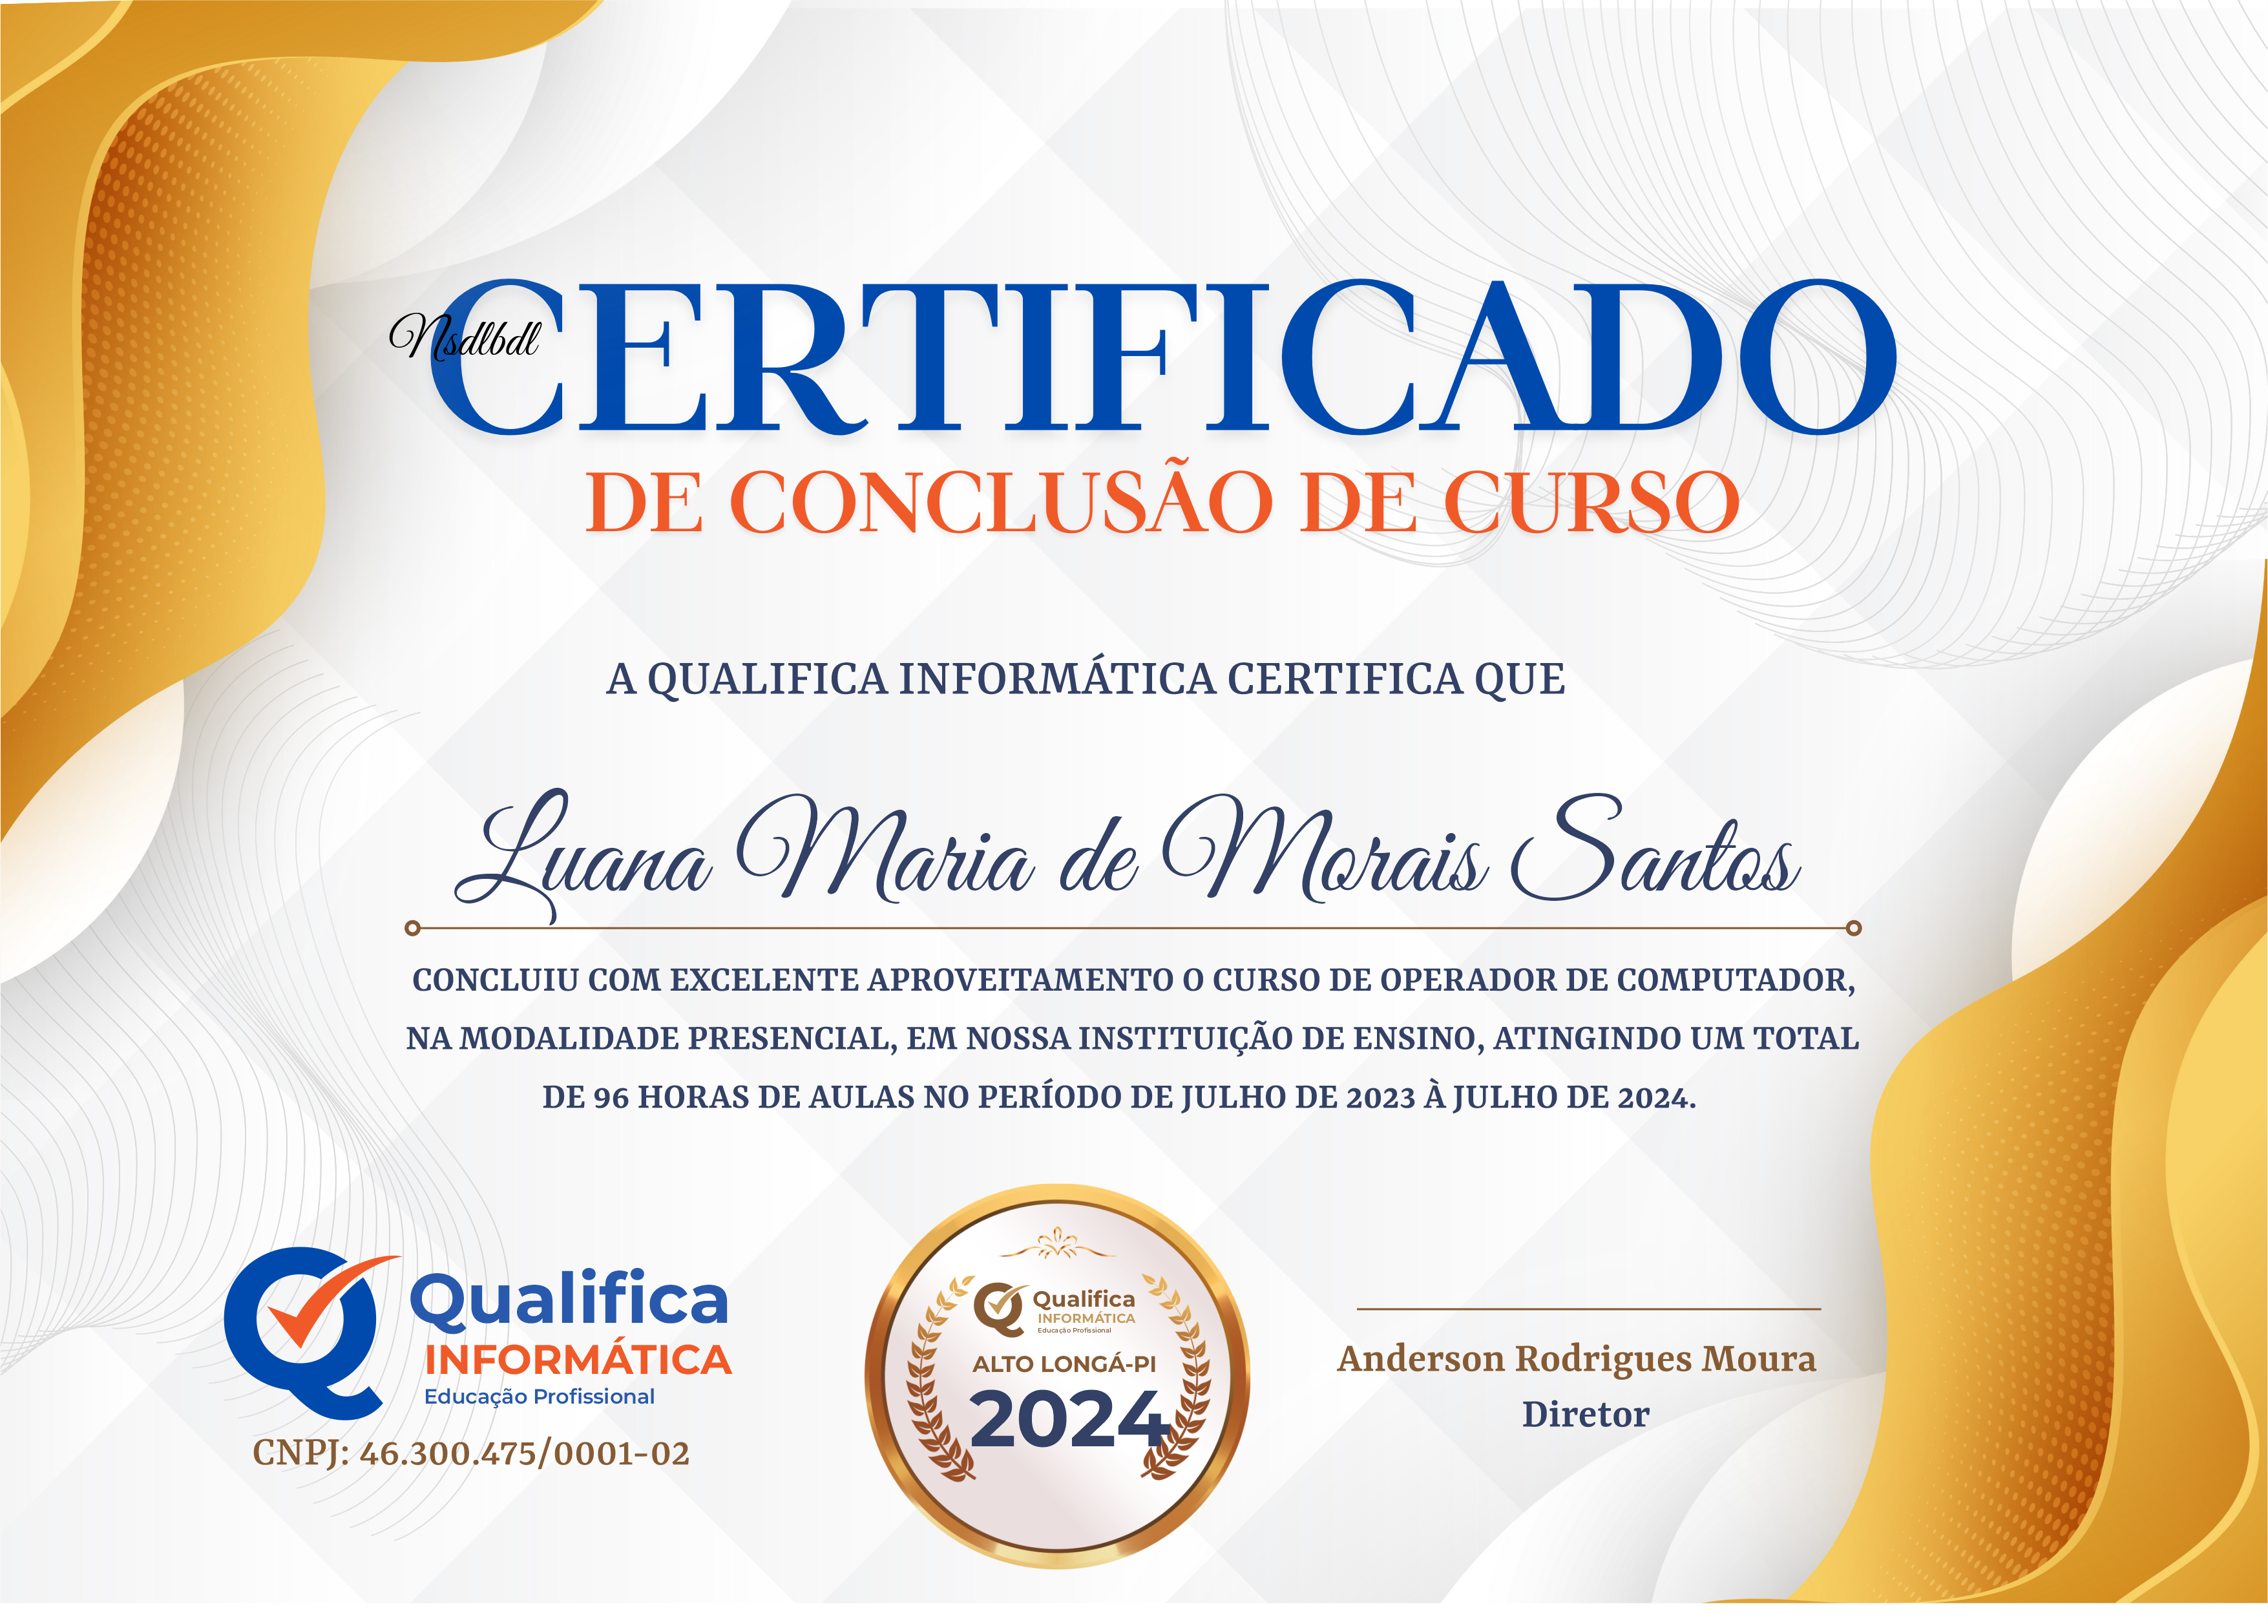 CERTIFICADO
Nsdlbdl
DE CONCLUSÃO DE CURSO
A QUALIFICA INFORMÁTICA CERTIFICA QUE
Luana Maria de Morais Santos
CONCLUIU COM EXCELENTE APROVEITAMENTO O CURSO DE OPERADOR DE COMPUTADOR,
NA MODALIDADE PRESENCIAL, EM NOSSA INSTITUIÇÃO DE ENSINO, ATINGINDO UM TOTAL
DE 96 HORAS DE AULAS NO PERÍODO DE JULHO DE 2023 À JULHO DE 2024.
Qualifica
INFORMÁTICA
Educação Profissional
CNPJ: 46.300.475/0001-02
Qualifica
INFORMÁTICA
Educação Profissional
ALTO LONGÁ-PI
2024
Anderson Rodrigues Moura
Diretor